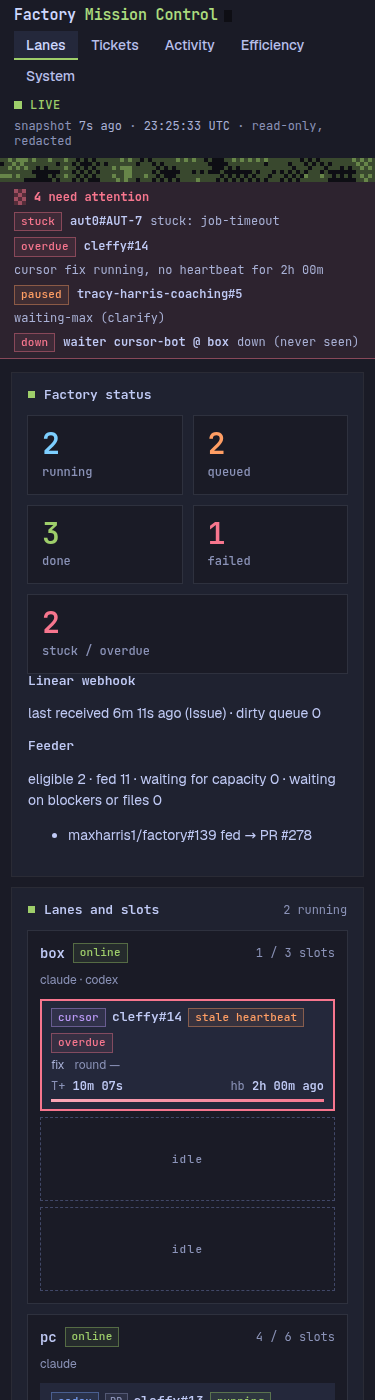 Factory Mission Control
Lanes Tickets Activity Efficiency
System
LIVE
snapshot 7s ago · 23:25:33 UTC · read-only,
redacted
4 need attention
stuck aut0#AUT-7 stuck: job-timeout
overdue cleffy#14
cursor fix running, no heartbeat for 2h 00m
paused tracy-harris-coaching#5
waiting-max (clarify)
down waiter cursor-bot @ box down (never seen)
Factory status
2 2
running queued
3 1
done failed
2
stuck / overdue
Linear webhook
last received 6m 11s ago (Issue) · dirty queue 0
Feeder
eligible 2 · fed 11 · waiting for capacity 0 · waiting
on blockers or files 0
• maxharris1/factory#139 fed → PR #278
Lanes and slots 2 running
box online 1 / 3 slots
claude · codex
cursor cleffy#14 stale heartbeat
overdue
fix round —
T+ 10m 07s hb 2h 00m ago
idle
idle
pc online 4 / 6 slots
claude